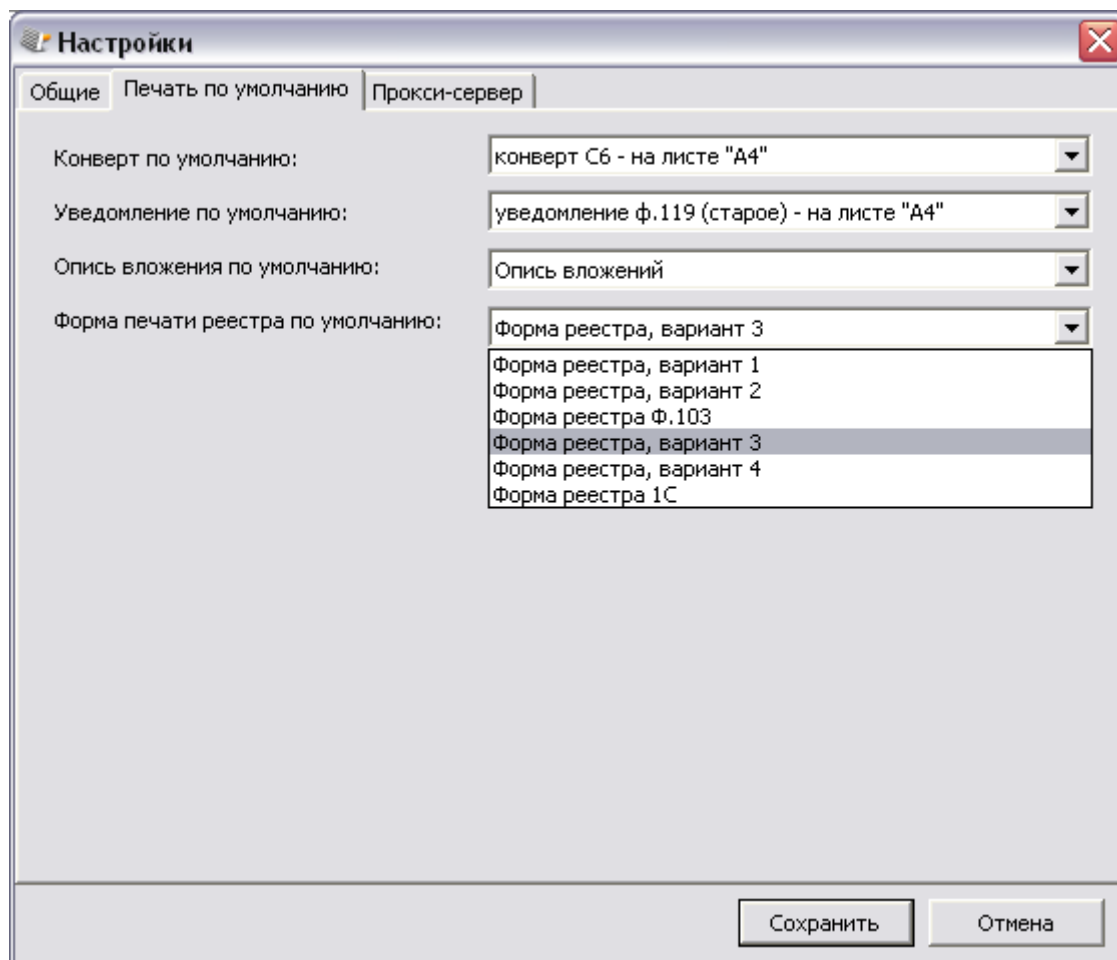 Настройки
Общие Печать по умолчанию Прокси-сервер
Конверт по умолчанию: конверт С6 - на листе "А4"
Уведомление по умолчанию: уведомление ф.119 (старое) - на листе "А4"
Опись вложения по умолчанию: Опись вложений
Форма печати реестра по умолчанию: Форма реестра, вариант 3
Форма реестра, вариант 1
Форма реестра, вариант 2
Форма реестра Ф.103
Форма реестра, вариант 3
Форма реестра, вариант 4
Форма реестра 1С
Сохранить Отмена